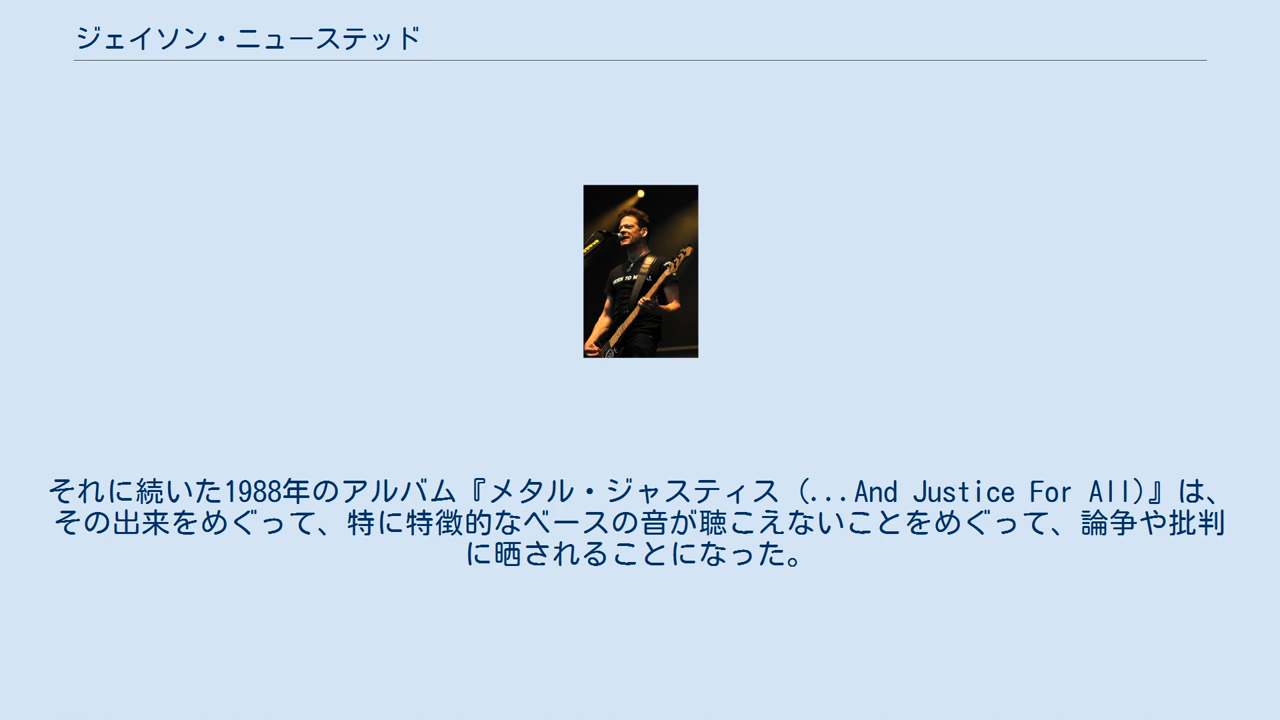 ジェイソン・ニューステッド
それに続いた1988年のアルバム『メタル・ジャスティス (...And Justice For All)』は、
その出来をめぐって、特に特徴的なベースの音が聴こえないことをめぐって、論争や批判
に晒されることになった。